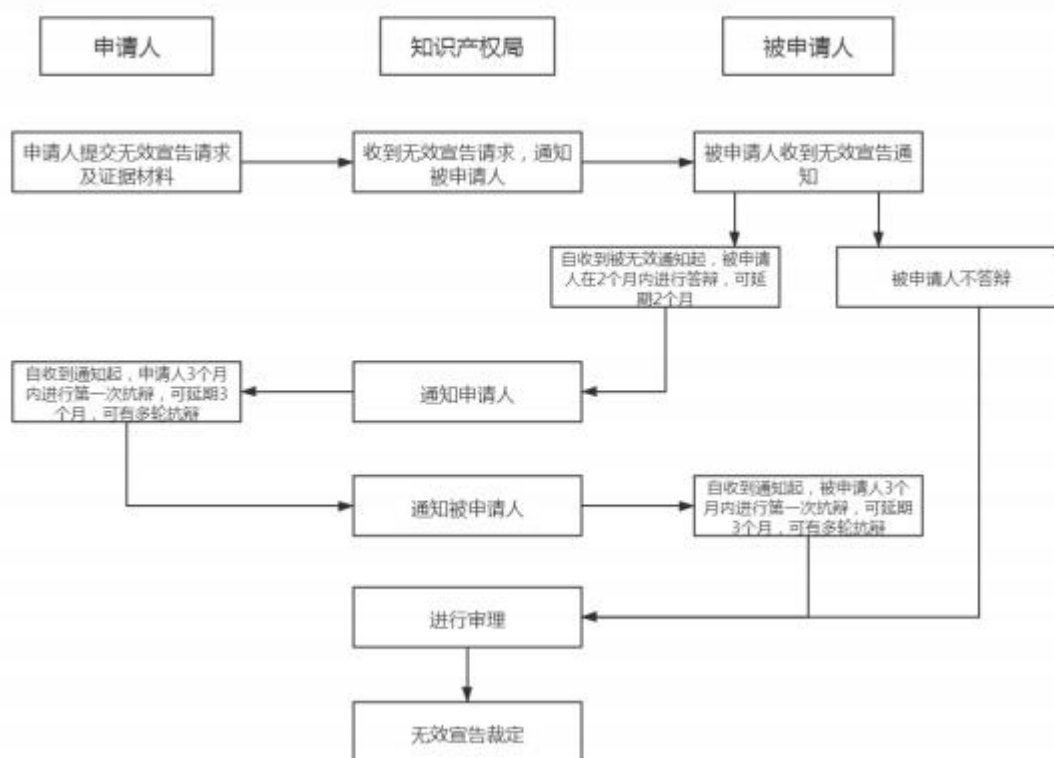 申请人
知识产权局
被申请人
申请人提交无效宣告请求
及证据材料
收到无效宣告请求，通知
被申请人
被申请人收到无效宣告通
知
自收到被无效通知起，被申请
人在2个月内进行答辩，可延
期2个月
被申请人不答辩
自收到通知起，申请人3个月
内进行第一次抗辩，可延期3
个月，可有多轮抗辩
通知申请人
通知被申请人
自收到通知起，被申请人3个
月内进行第一次抗辩，可延期
3个月，可有多轮抗辩
进行审理
无效宣告裁定